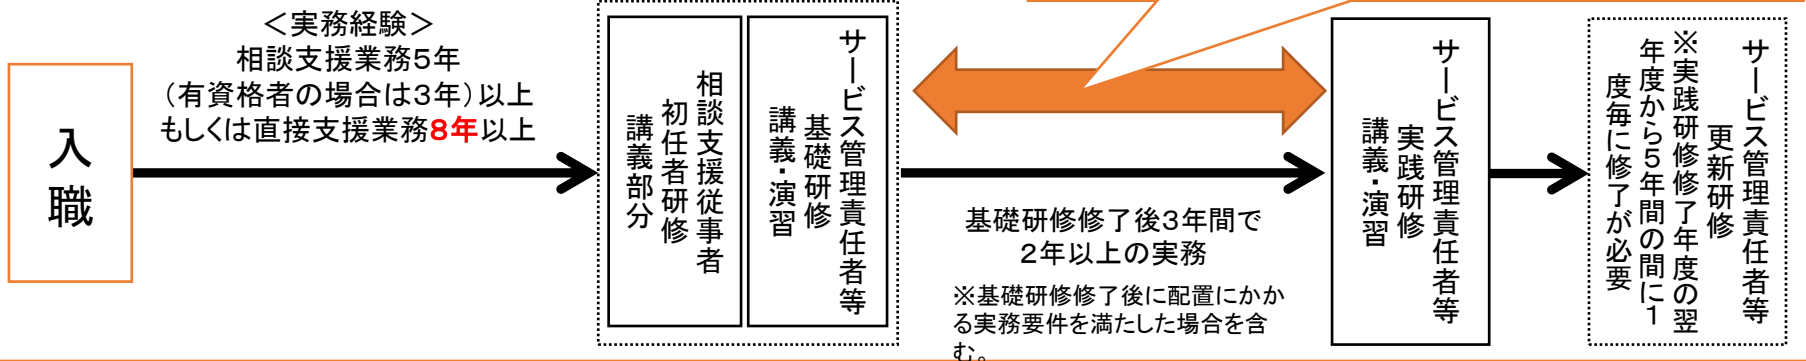 入職
＜実務経験＞
相談支援業務５年
（有資格者の場合は３年）以上
もしくは直接支援業務８年以上
相談支援従事者
初任者研修
講義部分
サービス管理責任者等
基礎研修
講義・演習
基礎研修修了後３年間で
２年以上の実務
※基礎研修修了後に配置にかか
る実務要件を満たした場合を含
む。
サービス管理責任者等
実践研修
講義・演習
サービス管理責任者等
更新研修
※実践研修修了年度の翌
年度から５年間の間に１
度毎に修了が必要